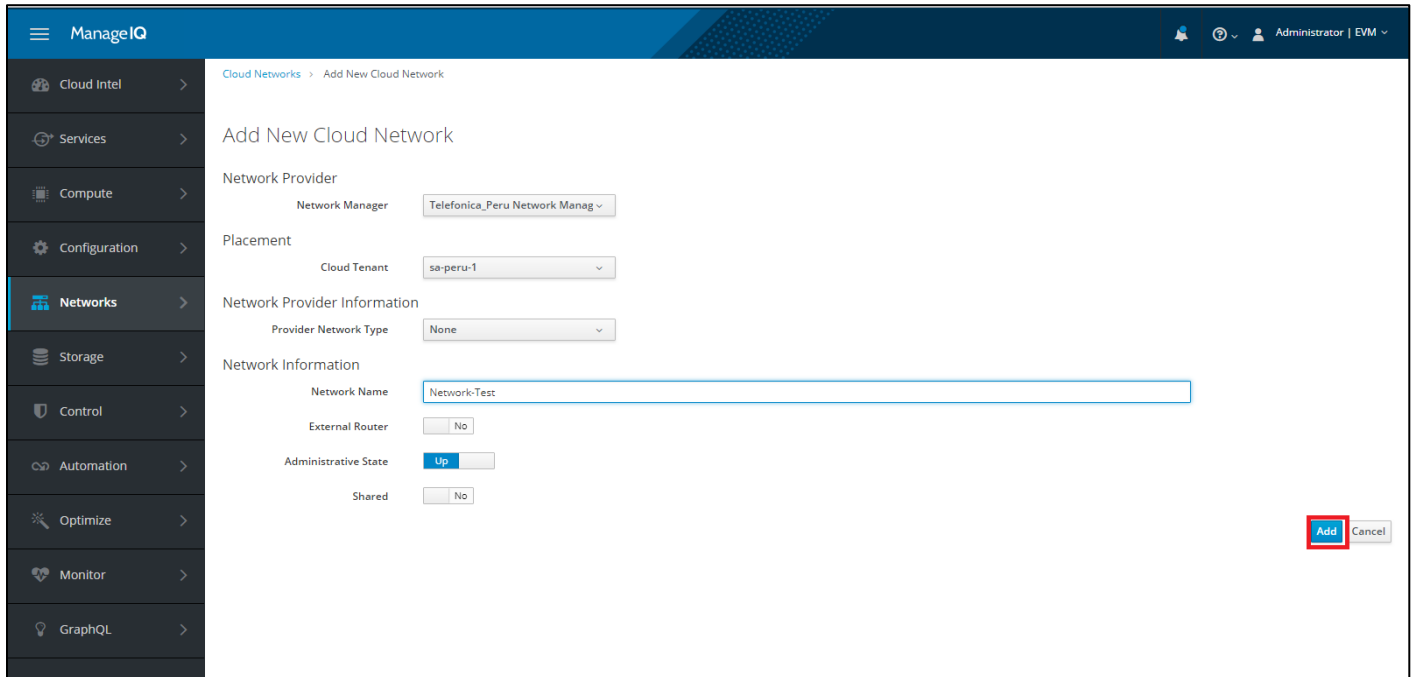 ManageIQ
Administrator | EVM
Cloud Intel
Services
Compute
Configuration
Networks
Storage
Control
Automation
Optimize
Monitor
GraphQL
Cloud Networks > Add New Cloud Network
Add New Cloud Network
Network Provider
Network Manager Telefonica_Peru Network Manag
Placement
Cloud Tenant sa-peru-1
Network Provider Information
Provider Network Type None
Network Information
Network Name Network-Test
External Router No
Administrative State Up
Shared No
Add Cancel